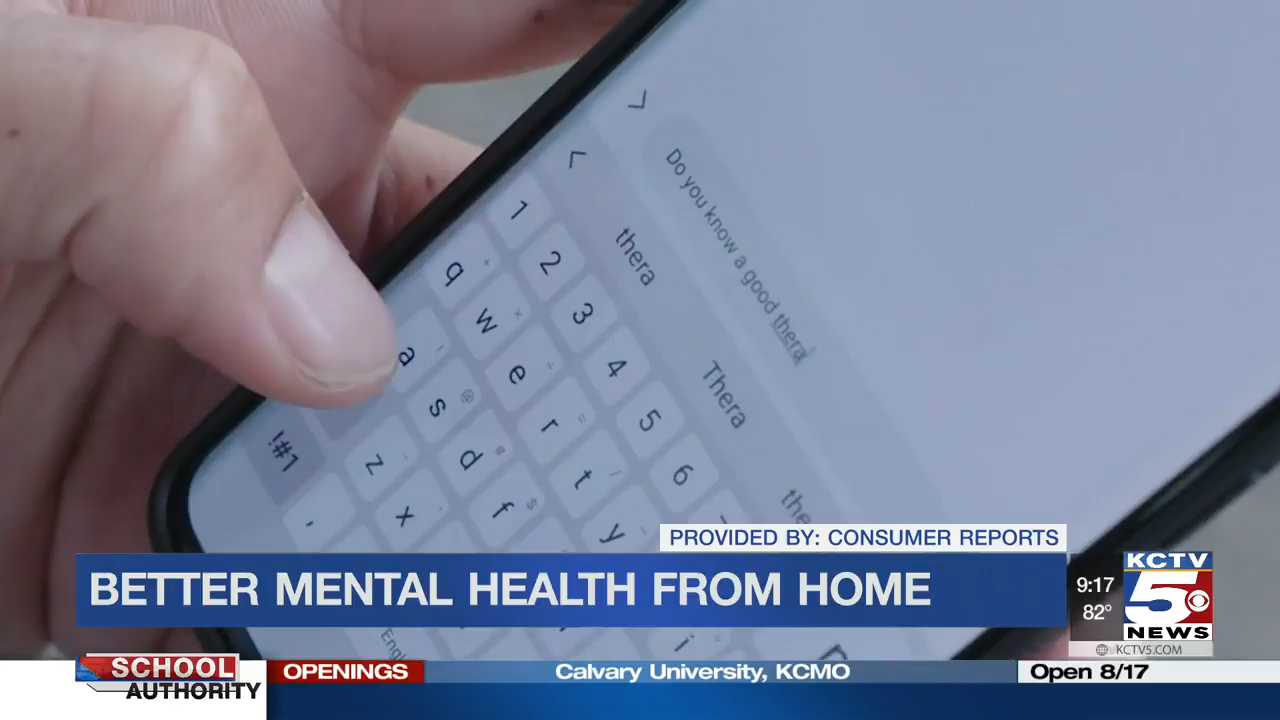 Do you know a good thera
thera
Thera
the
1
2
3
4
5
6
q
w
e
r
t
y
a
s
d
f
!#1
z
x
i
Engl
PROVIDED BY: CONSUMER REPORTS
BETTER MENTAL HEALTH FROM HOME
9:17
82°
KCTV
5
NEWS
KCTV5.COM
SCHOOL
AUTHORITY
OPENINGS
Calvary University, KCMO
Open 8/17